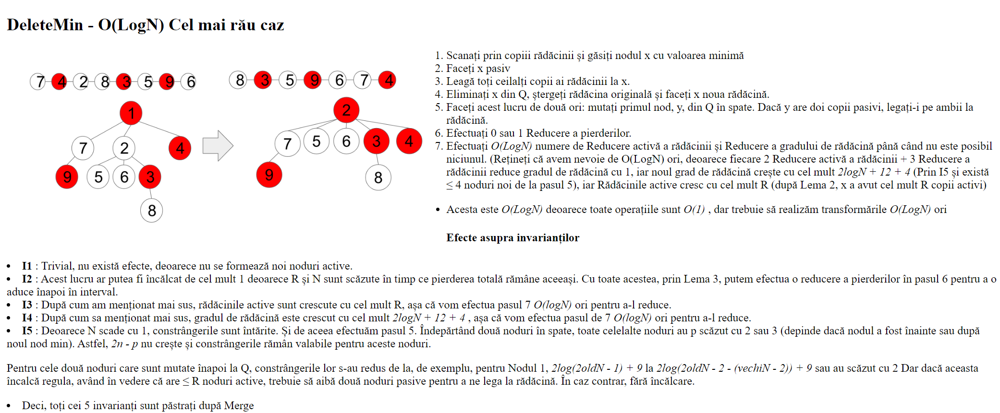 DeleteMin - O(LogN) Cel mai rău caz
7 4 2 8 3 5 9 6
1
7 2 4
9 5 6 3
8
8 3 5 9 6 7 4
2
7 5 6 3 4
9 8
1. Scanați prin copiii rădăcinii și găsiți nodul x cu valoarea minimă
2. Faceți x pasiv
3. Leagă toți ceilalți copii ai rădăcinii la x.
4. Eliminați x din Q, ștergeți rădăcina originală și faceți x noua rădăcină.
5. Faceți acest lucru de două ori: mutați primul nod, y, din Q în spate. Dacă y are doi copii pasivi, legați-i pe ambii la
rădăcină.
6. Efectuați 0 sau 1 Reducere a pierderilor.
7. Efectuați O(LogN) numere de Reducere activă a rădăcinii și Reducere a gradului de rădăcină până când nu este posibil
niciunul. (Rețineți că avem nevoie de O(LogN) ori, deoarece fiecare 2 Reducere activă a rădăcinii + 3 Reducere a
rădăcinii reduce gradul de rădăcină cu 1, iar noul grad de rădăcină crește cu cel mult 2logN + 12 + 4 (Prin I5 și există
≤ 4 noduri noi de la pasul 5), iar Rădăcinile active cresc cu cel mult R (după Lema 2, x a avut cel mult R copii activi)
• Acesta este O(LogN) deoarece toate operațiile sunt O(1) , dar trebuie să realizăm transformările O(LogN) ori
Efecte asupra invarianților
• I1 : Trivial, nu există efecte, deoarece nu se formează noi noduri active.
• I2 : Acest lucru ar putea fi încălcat de cel mult 1 deoarece R și N sunt scăzute în timp ce pierderea totală rămâne aceeași. Cu toate acestea, prin Lema 3, putem efectua o reducere a pierderilor în pasul 6 pentru a o
aduce înapoi în interval.
• I3 : După cum am menționat mai sus, rădăcinile active sunt crescute cu cel mult R, așa că vom efectua pasul 7 O(logN) ori pentru a-l reduce.
• I4 : După cum sa menționat mai sus, gradul de rădăcină este crescut cu cel mult 2logN + 12 + 4 , așa că vom efectua pasul de 7 O(logN) ori pentru a-l reduce.
• I5 : Deoarece N scade cu 1, constrângerile sunt întărite. Și de aceea efectuăm pasul 5. Îndepărtând două noduri în spate, toate celelalte noduri au p scăzut cu 2 sau 3 (depinde dacă nodul a fost înainte sau după
noul nod min). Astfel, 2n - p nu crește și constrângerile rămân valabile pentru aceste noduri.
Pentru cele două noduri care sunt mutate înapoi la Q, constrângerile lor s-au redus de la, de exemplu, pentru Nodul 1, 2log(2oldN - 1) + 9 la 2log(2oldN - 2 - (vechiN - 2)) + 9 sau au scăzut cu 2 Dar dacă aceasta
încalcă regula, având în vedere că are ≤ R noduri active, trebuie să aibă două noduri pasive pentru a ne lega la rădăcină. În caz contrar, fără încălcare.
• Deci, toți cei 5 invarianți sunt păstrați după Merge